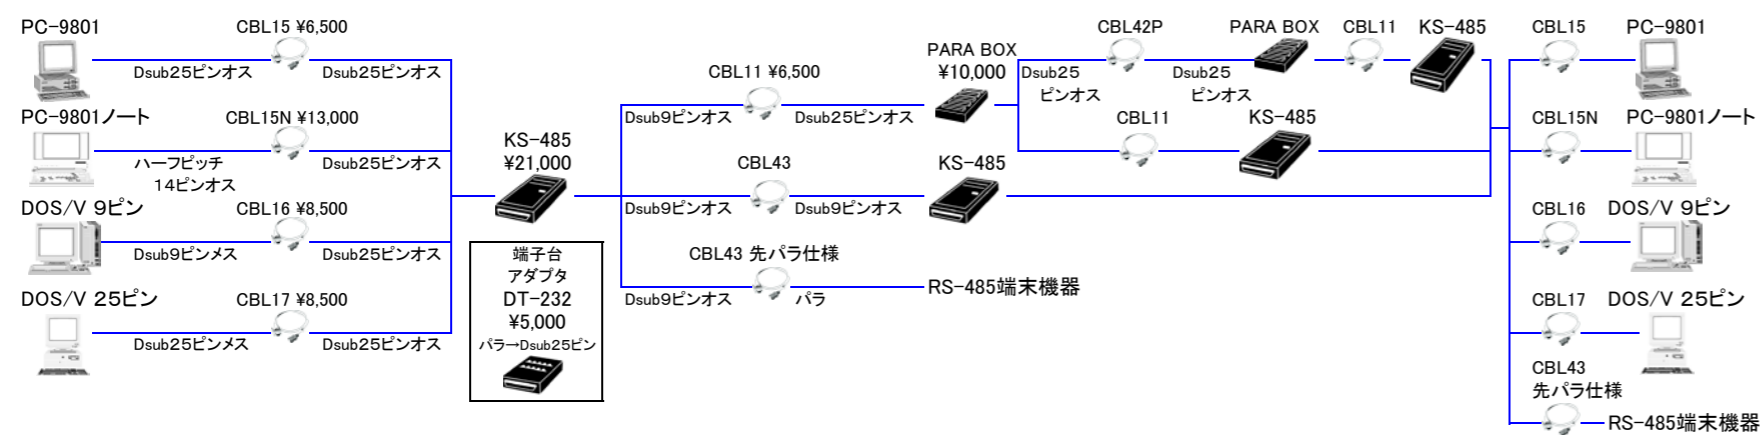 PC-9801
CBL15 ¥6,500
Dsub25ピンオス
Dsub25ピンオス
PC-9801ノート
CBL15N ¥13,000
ハーフピッチ
14ピンオス
Dsub25ピンオス
DOS/V 9ピン
CBL16 ¥8,500
Dsub9ピンメス
Dsub25ピンオス
DOS/V 25ピン
CBL17 ¥8,500
Dsub25ピンメス
Dsub25ピンオス
KS-485
¥21,000
端子台
アダプタ
DT-232
¥5,000
パラ→Dsub25ピン
CBL11 ¥6,500
Dsub9ピンオス
Dsub25ピンオス
CBL43
Dsub9ピンオス
Dsub9ピンオス
CBL43 先パラ仕様
Dsub9ピンオス
パラ
RS-485端末機器
PARA BOX
¥10,000
KS-485
CBL42P
Dsub25
ピンオス
Dsub25
ピンオス
PARA BOX
CBL11
KS-485
CBL11
KS-485
CBL15
PC-9801
CBL15N
PC-9801ノート
CBL16
DOS/V 9ピン
CBL17
DOS/V 25ピン
CBL43
先パラ仕様
RS-485端末機器